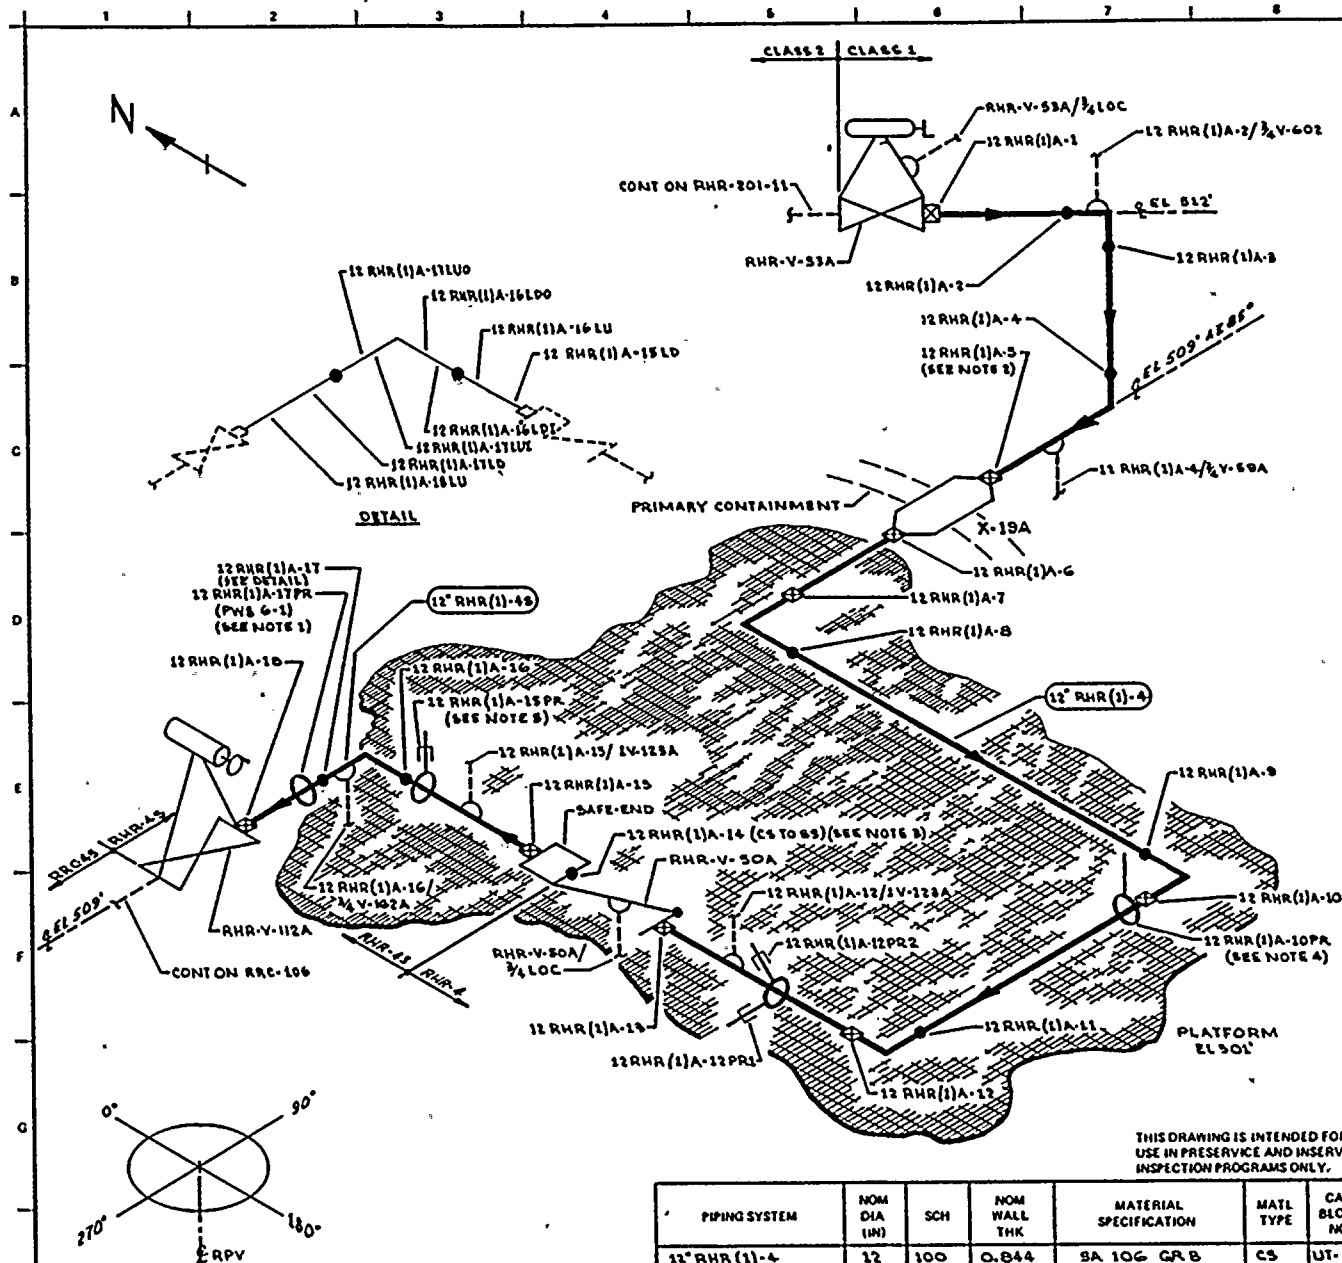 1 2 3 4 5 6 7 8
A
B
C
D
E
F
G
N
CLASS 2
CLASS 1
RHR-V-53A/¾LOC
12 RHR(1)A-1
12 RHR(1)A-2/¾V-602
CONT ON RHR-201-11
℄ EL 512'
RHR-V-53A
12 RHR(1)A-2
12 RHR(1)A-3
12 RHR(1)A-4
12 RHR(1)A-5
(SEE NOTE 2)
℄ EL 509' AZ 85°
12 RHR(1)A-4/¾V-59A
PRIMARY CONTAINMENT
X-19A
12 RHR(1)A-6
12 RHR(1)A-17LUO
12 RHR(1)A-16LDO
12 RHR(1)A-16LU
12 RHR(1)A-15LD
12 RHR(1)A-16LDI
12 RHR(1)A-17LUI
12 RHR(1)A-17LD
12 RHR(1)A-18LU
DETAIL
12 RHR(1)A-17
(SEE DETAIL)
12 RHR(1)A-17PR
(PWS 6-1)
(SEE NOTE 1)
12" RHR(1)-4S
12 RHR(1)A-7
12 RHR(1)A-8
12 RHR(1)A-18
12 RHR(1)A-16
12 RHR(1)A-15PR
(SEE NOTE 5)
12" RHR(1)-4
12 RHR(1)A-15/1V-123A
12 RHR(1)A-15
SAFE-END
12 RHR(1)A-9
12 RHR(1)A-14 (CS TO SS)(SEE NOTE 3)
RHR-V-50A
RRC-4S
RHR-4S
℄ EL 509'
12 RHR(1)A-16/
¾V-142A
12 RHR(1)A-12/1V-123A
12 RHR(1)A-10
RHR-V-112A
CONT ON RRC-106
RHR-4S RHR-4
RHR-V-50A/
¾LOC
12 RHR(1)A-12PR2
12 RHR(1)A-10PR
(SEE NOTE 4)
12 RHR(1)A-13
12 RHR(1)A-12PR1
12 RHR(1)A-11
PLATFORM
EL 501'
12 RHR(1)A-12
0°
90°
270°
180°
℄ RPV
THIS DRAWING IS INTENDED FOR
USE IN PRESERVICE AND INSERV
INSPECTION PROGRAMS ONLY.
PIPING SYSTEM
NOM
DIA
(IN)
SCH
NOM
WALL
THK
MATERIAL
SPECIFICATION
MATL
TYPE
CA
BLO
NO
12" RHR(1)-4 12 100 0.844 SA 106 GR B CS UT-